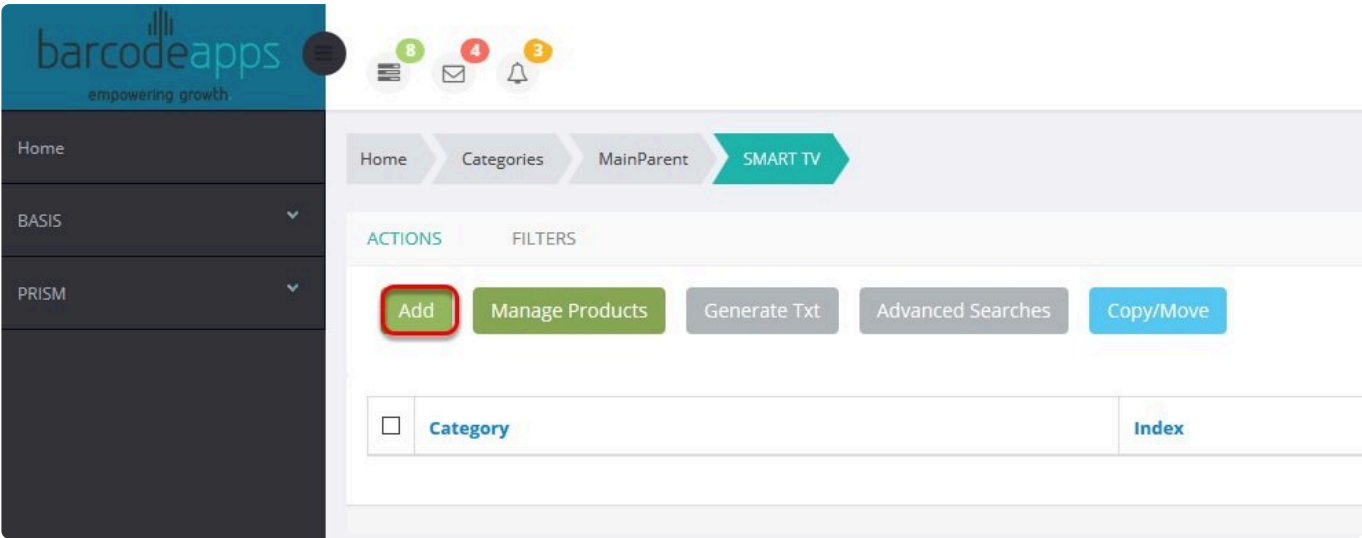 barcodeapps
empowering growth.
8 4 3
Home
BASIS
PRISM
Home Categories MainParent SMART TV
ACTIONS FILTERS
Add Manage Products Generate Txt Advanced Searches Copy/Move
Category Index